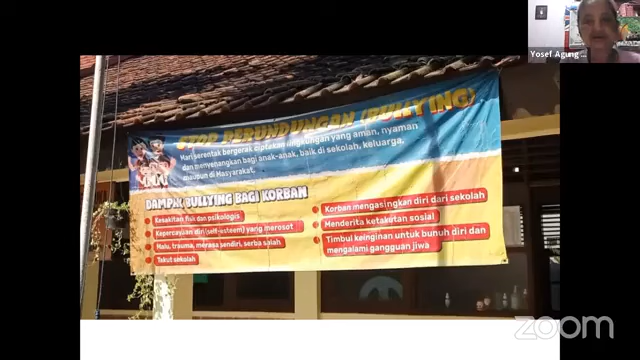 STOP PERUNDUNGAN (BULLYING)
Mari serentak bergerak ciptakan lingkungan yang aman, nyaman
dan menyenangkan bagi anak-anak, baik di sekolah, keluarga,
maupun di Masyarakat.
DAMPAK BULLYING BAGI KORBAN
Kesakitan fisik dan psikologis
Kepercayaan diri (self-esteem) yang merosot
Malu, trauma, merasa sendiri, serba salah
Takut sekolah
Korban mengasingkan diri dari sekolah
Menderita ketakutan sosial
Timbul keinginan untuk bunuh diri dan
mengalami gangguan jiwa
Yosef Agung ...
zoom